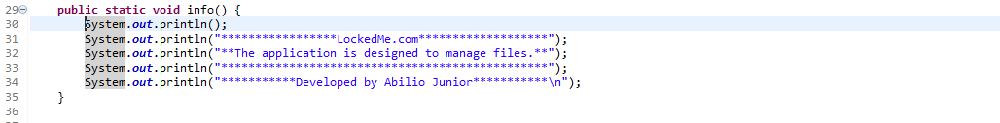 29⊖ public static void info() {
30 System.out.println();
31 System.out.println("*****************LockedMe.com*******************");
32 System.out.println("**The application is designed to manage files.**");
33 System.out.println("************************************************");
34 System.out.println("***********Developed by Abilio Junior***********\n");
35 }
36